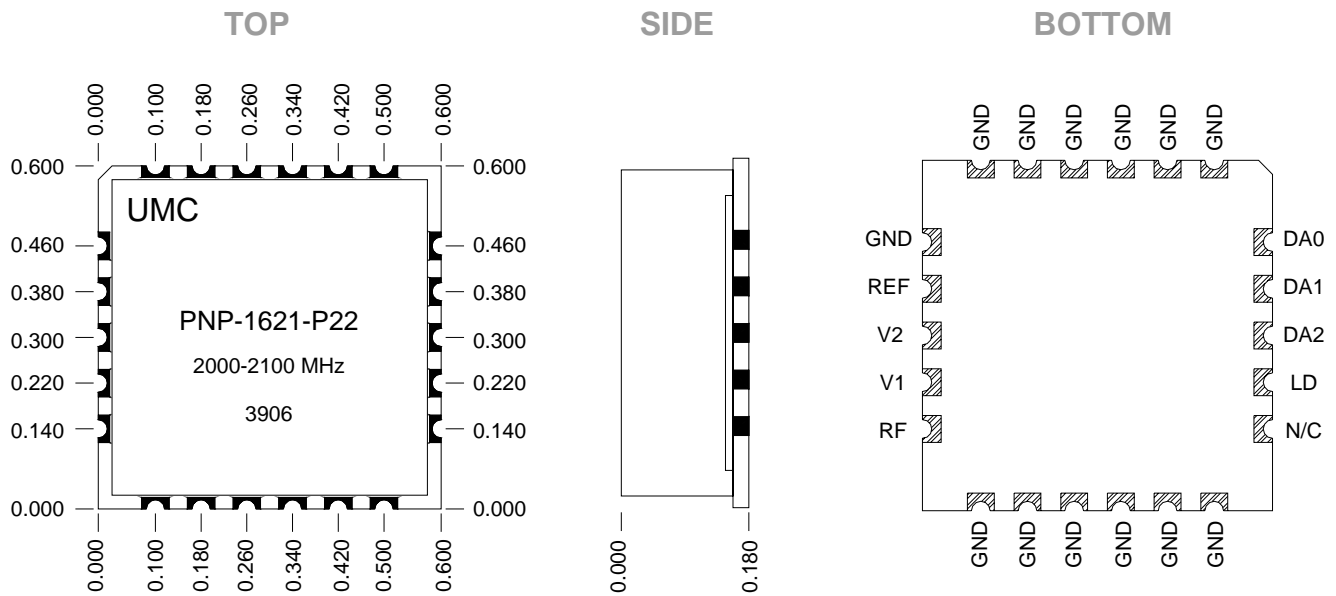 TOP
SIDE
BOTTOM
0.000
0.100
0.180
0.260
0.340
0.420
0.500
0.600
0.600
0.460
0.380
0.300
0.220
0.140
0.000
UMC
PNP-1621-P22
2000-2100 MHz
3906
0.600
0.460
0.380
0.300
0.220
0.140
0.000
0.000
0.100
0.180
0.260
0.340
0.420
0.500
0.600
0.000
0.180
GND
GND
GND
GND
GND
GND
GND
REF
V2
V1
RF
DA0
DA1
DA2
LD
N/C
GND
GND
GND
GND
GND
GND